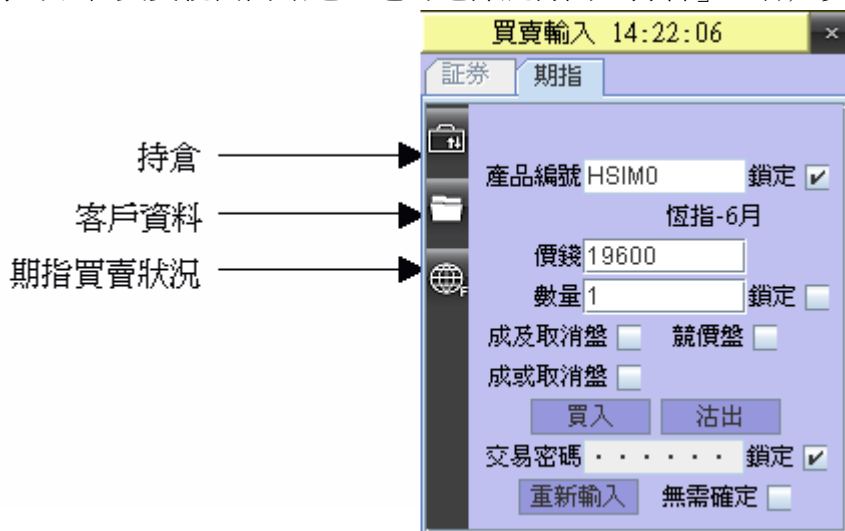 買賣輸入 14:22:06
証券 期指
持倉
客戶資料
期指買賣狀況
產品編號 HSIM0 鎖定
恆指-6月
價錢 19600
數量 1 鎖定
成及取消盤 競價盤
成或取消盤
買入 沽出
交易密碼 · · · · · · 鎖定
重新輸入 無需確定